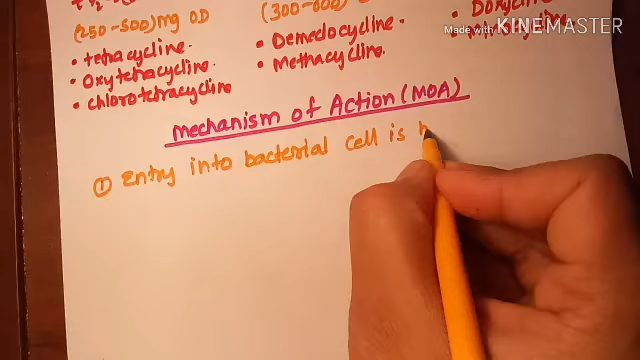 (250-500)mg OD
(300-600)
• tetracycline.
• Oxytetracycline.
• chlorotetracycline
• Demeclocycline.
• Methacycline.
Made with KINEMASTER
Mechanism of Action (MOA)
① Entry into bacterial cell is